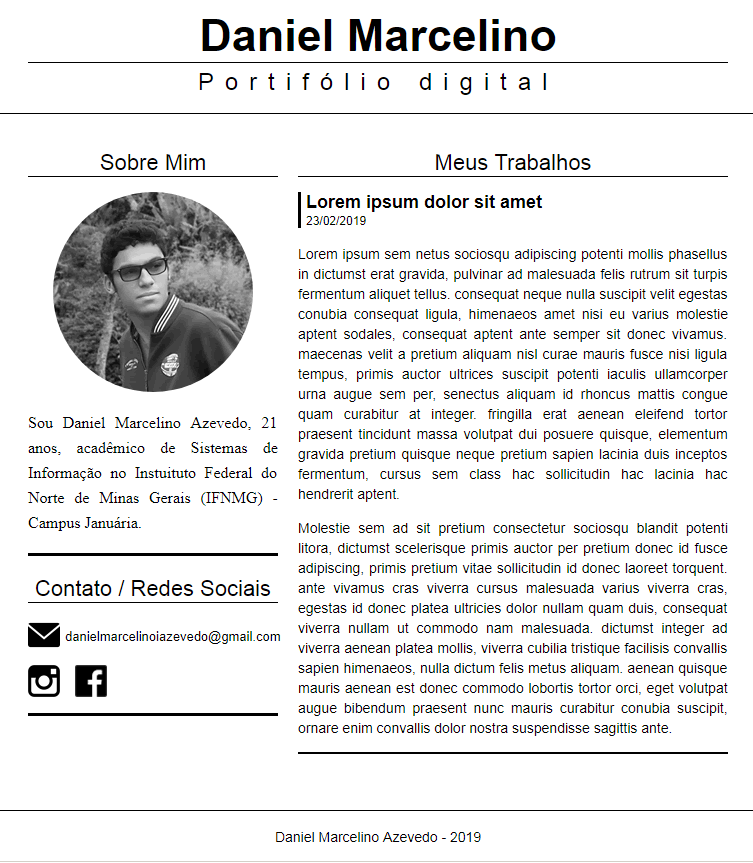 Daniel Marcelino
Portifólio digital
Sobre Mim
Sou Daniel Marcelino Azevedo, 21
anos, acadêmico de Sistemas de
Informação no Instuituto Federal do
Norte de Minas Gerais (IFNMG) -
Campus Januária.
Contato / Redes Sociais
danielmarcelinoiazevedo@gmail.com
Meus Trabalhos
Lorem ipsum dolor sit amet
23/02/2019
Lorem ipsum sem netus sociosqu adipiscing potenti mollis phasellus
in dictumst erat gravida, pulvinar ad malesuada felis rutrum sit turpis
fermentum aliquet tellus. consequat neque nulla suscipit velit egestas
conubia consequat ligula, himenaeos amet nisi eu varius molestie
aptent sodales, consequat aptent ante semper sit donec vivamus.
maecenas velit a pretium aliquam nisl curae mauris fusce nisi ligula
tempus, primis auctor ultrices suscipit potenti iaculis ullamcorper
urna augue sem per, senectus aliquam id rhoncus mattis congue
quam curabitur at integer. fringilla erat aenean eleifend tortor
praesent tincidunt massa volutpat dui posuere quisque, elementum
gravida pretium quisque neque pretium sapien lacinia duis inceptos
fermentum, cursus sem class hac sollicitudin hac lacinia hac
hendrerit aptent.
Molestie sem ad sit pretium consectetur sociosqu blandit potenti
litora, dictumst scelerisque primis auctor per pretium donec id fusce
adipiscing, primis pretium vitae sollicitudin id donec laoreet torquent.
ante vivamus cras viverra cursus malesuada varius viverra cras,
egestas id donec platea ultricies dolor nullam quam duis, consequat
viverra nullam ut commodo nam malesuada. dictumst integer ad
viverra aenean platea mollis, viverra cubilia tristique facilisis convallis
sapien himenaeos, nulla dictum felis metus aliquam. aenean quisque
mauris aenean est donec commodo lobortis tortor orci, eget volutpat
augue bibendum praesent nunc mauris curabitur conubia suscipit,
ornare enim convallis dolor nostra suspendisse sagittis ante.
Daniel Marcelino Azevedo - 2019